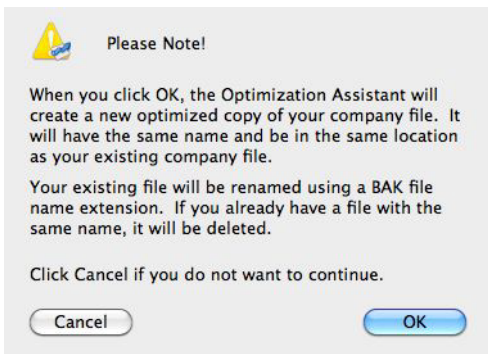 Please Note!
When you click OK, the Optimization Assistant will
create a new optimized copy of your company file.  It
will have the same name and be in the same location
as your existing company file.
Your existing file will be renamed using a BAK file
name extension.  If you already have a file with the
same name, it will be deleted.
Click Cancel if you do not want to continue.
Cancel
OK